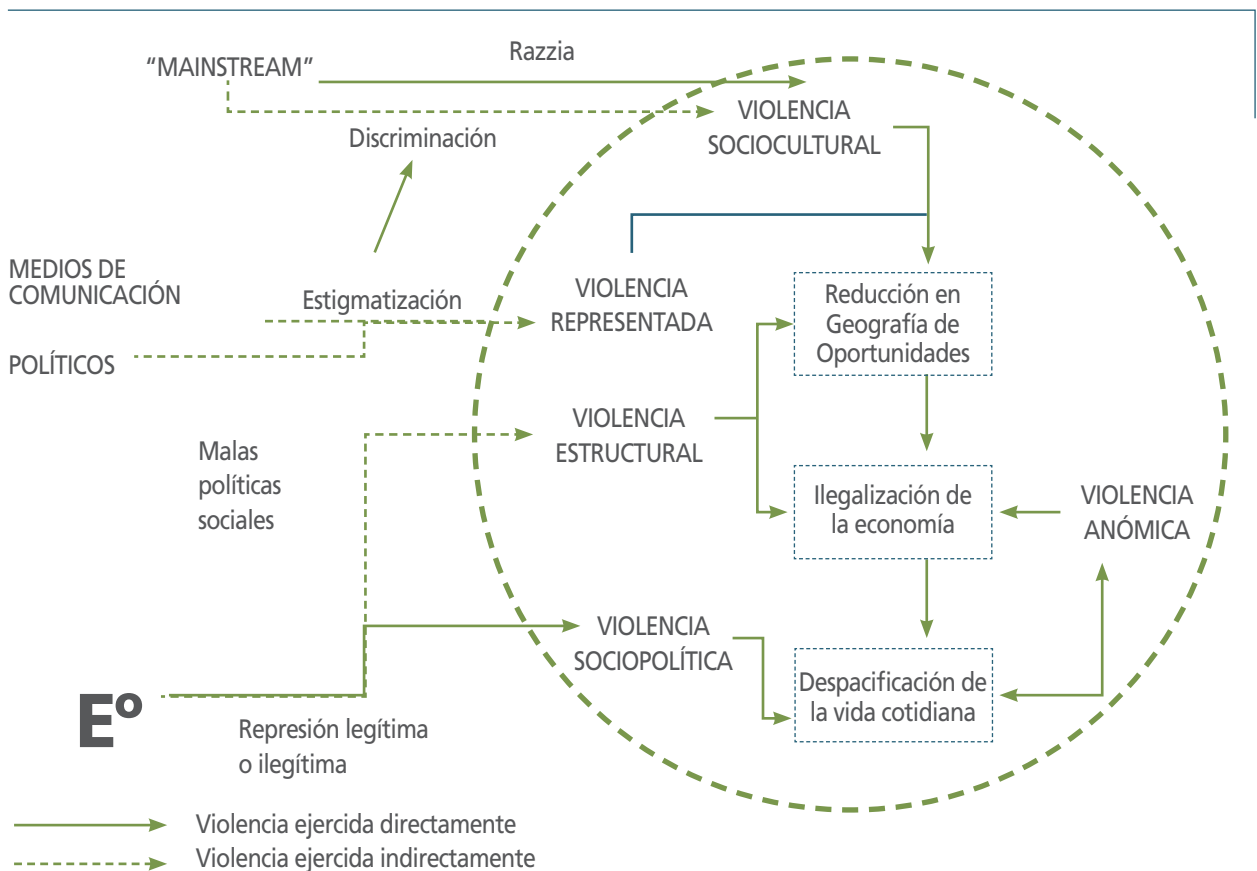 “MAINSTREAM”
Razzia
Discriminación
VIOLENCIA
SOCIOCULTURAL
MEDIOS DE
COMUNICACIÓN
Estigmatización
POLÍTICOS
VIOLENCIA
REPRESENTADA
Reducción en
Geografía de
Oportunidades
VIOLENCIA
ESTRUCTURAL
Malas
políticas
sociales
Ilegalización de
la economía
VIOLENCIA
ANÓMICA
VIOLENCIA
SOCIOPOLÍTICA
Despacificación de
la vida cotidiana
Eº
Represión legítima
o ilegítima
Violencia ejercida directamente
Violencia ejercida indirectamente